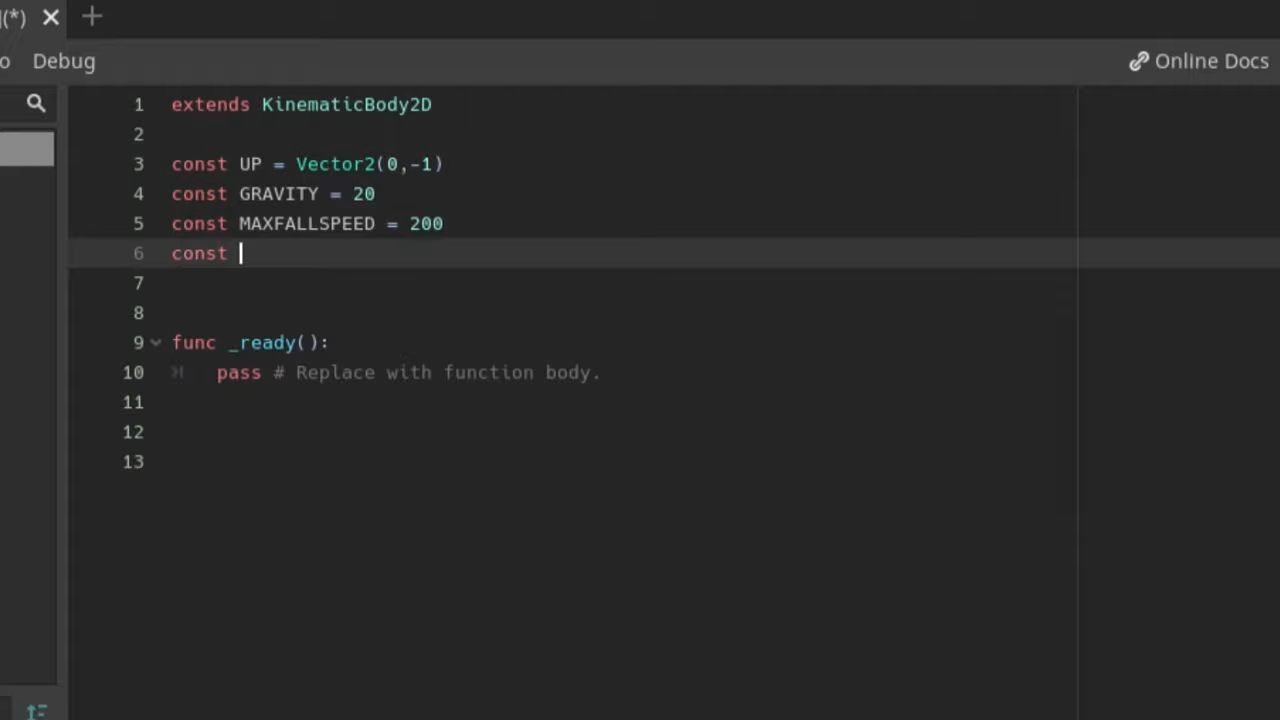 (*)
Debug
Online Docs
1 extends KinematicBody2D
2
3 const UP = Vector2(0,-1)
4 const GRAVITY = 20
5 const MAXFALLSPEED = 200
6 const
7
8
9 func _ready():
10 pass # Replace with function body.
11
12
13